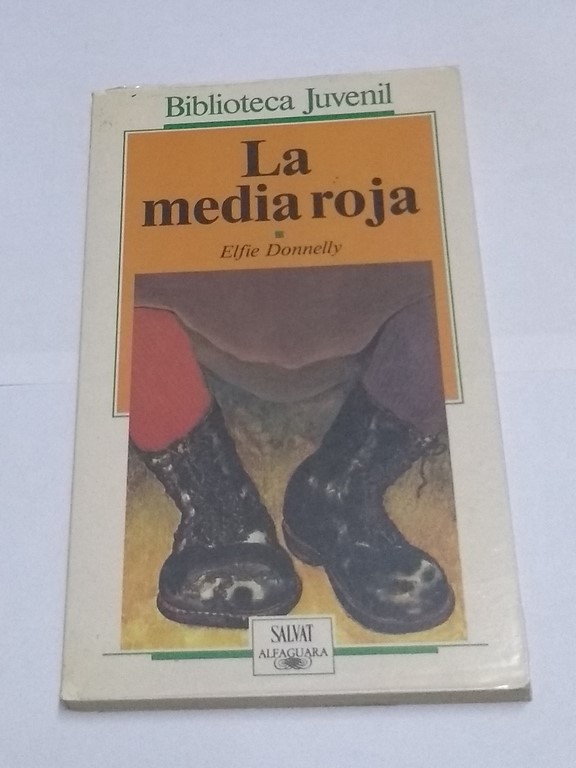 Biblioteca Juvenil
La
media roja
Elfie Donnelly
SALVAT
ALFAGUARA